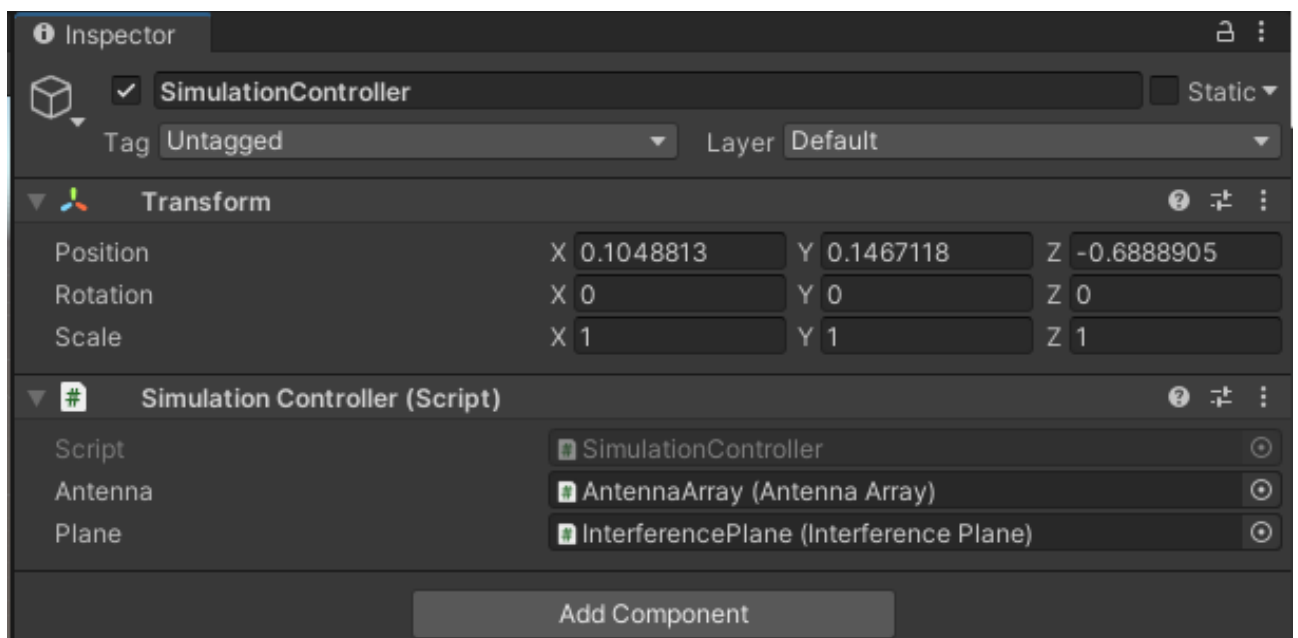 Inspector
SimulationController Static
Tag Untagged Layer Default
Transform
Position X 0.1048813 Y 0.1467118 Z -0.6888905
Rotation X 0 Y 0 Z 0
Scale X 1 Y 1 Z 1
# Simulation Controller (Script)
Script # SimulationController
Antenna # AntennaArray (Antenna Array)
Plane # InterferencePlane (Interference Plane)
Add Component